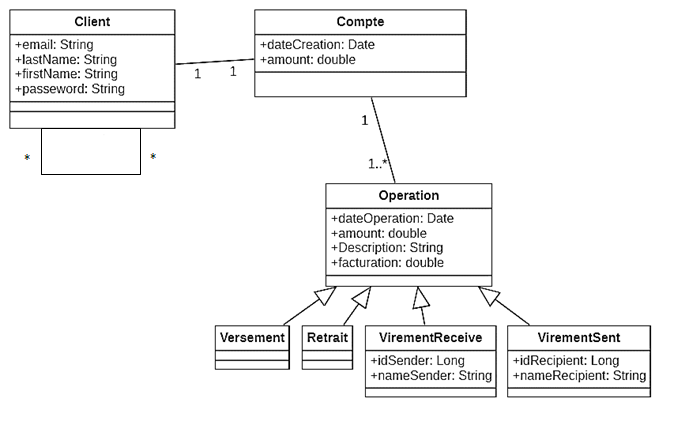 Client
+email: String
+lastName: String
+firstName: String
+passeword: String
Compte
+dateCreation: Date
+amount: double
1
1
1
1..*
*
*
Operation
+dateOperation: Date
+amount: double
+Description: String
+facturation: double
Versement
Retrait
VirementReceive
+idSender: Long
+nameSender: String
VirementSent
+idRecipient: Long
+nameRecipient: String